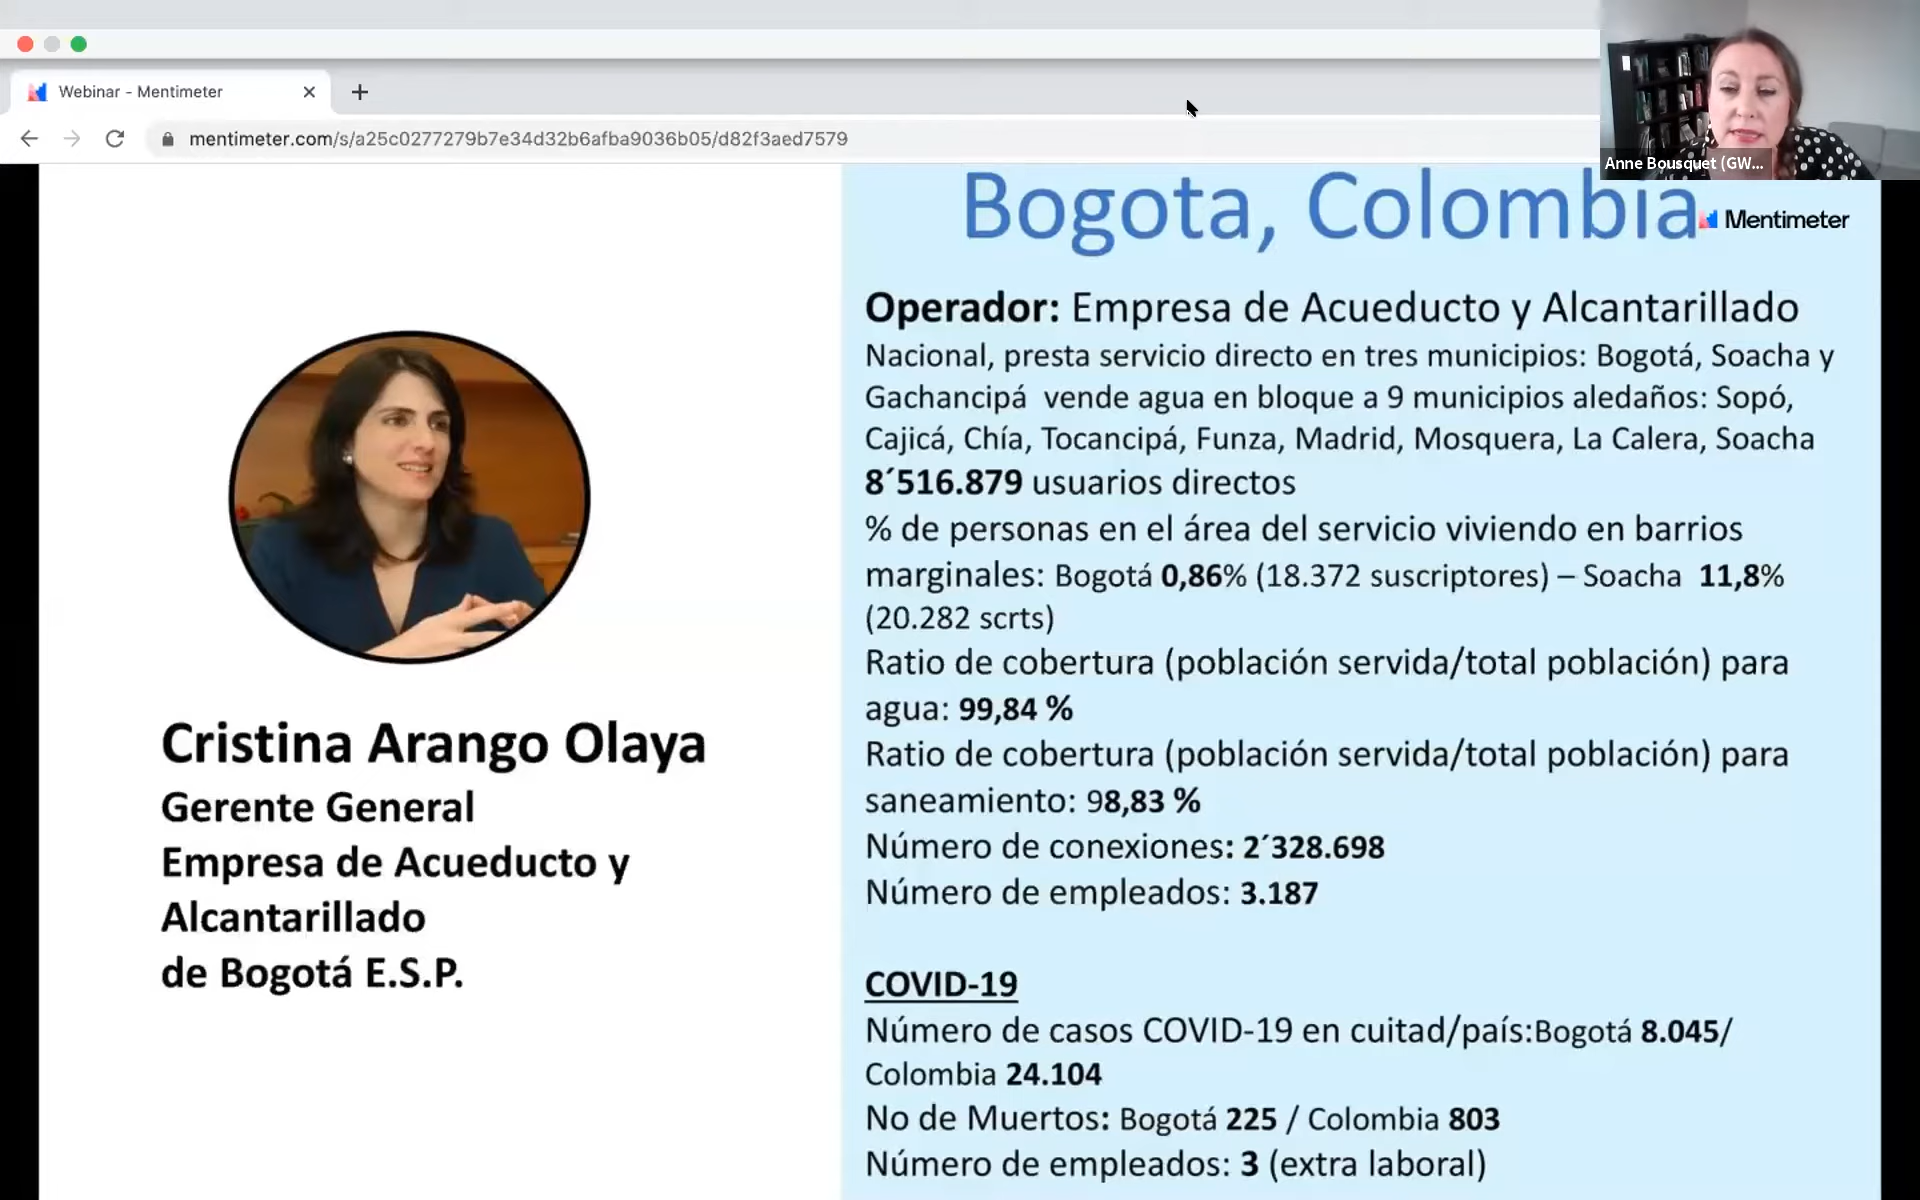 Webinar - Mentimeter
mentimeter.com/s/a25c0277279b7e34d32b6afba9036b05/d82f3aed7579
Anne Bousquet (GW...
Bogota, Colombia
Mentimeter
Cristina Arango Olaya
Gerente General
Empresa de Acueducto y
Alcantarillado
de Bogotá E.S.P.
Operador: Empresa de Acueducto y Alcantarillado
Nacional, presta servicio directo en tres municipios: Bogotá, Soacha y
Gachancipá vende agua en bloque a 9 municipios aledaños: Sopó,
Cajicá, Chía, Tocancipá, Funza, Madrid, Mosquera, La Calera, Soacha
8´516.879 usuarios directos
% de personas en el área del servicio viviendo en barrios
marginales: Bogotá 0,86% (18.372 suscriptores) – Soacha 11,8%
(20.282 scrts)
Ratio de cobertura (población servida/total población) para
agua: 99,84 %
Ratio de cobertura (población servida/total población) para
saneamiento: 98,83 %
Número de conexiones: 2´328.698
Número de empleados: 3.187
COVID-19
Número de casos COVID-19 en cuitad/país:Bogotá 8.045/
Colombia 24.104
No de Muertos: Bogotá 225 / Colombia 803
Número de empleados: 3 (extra laboral)